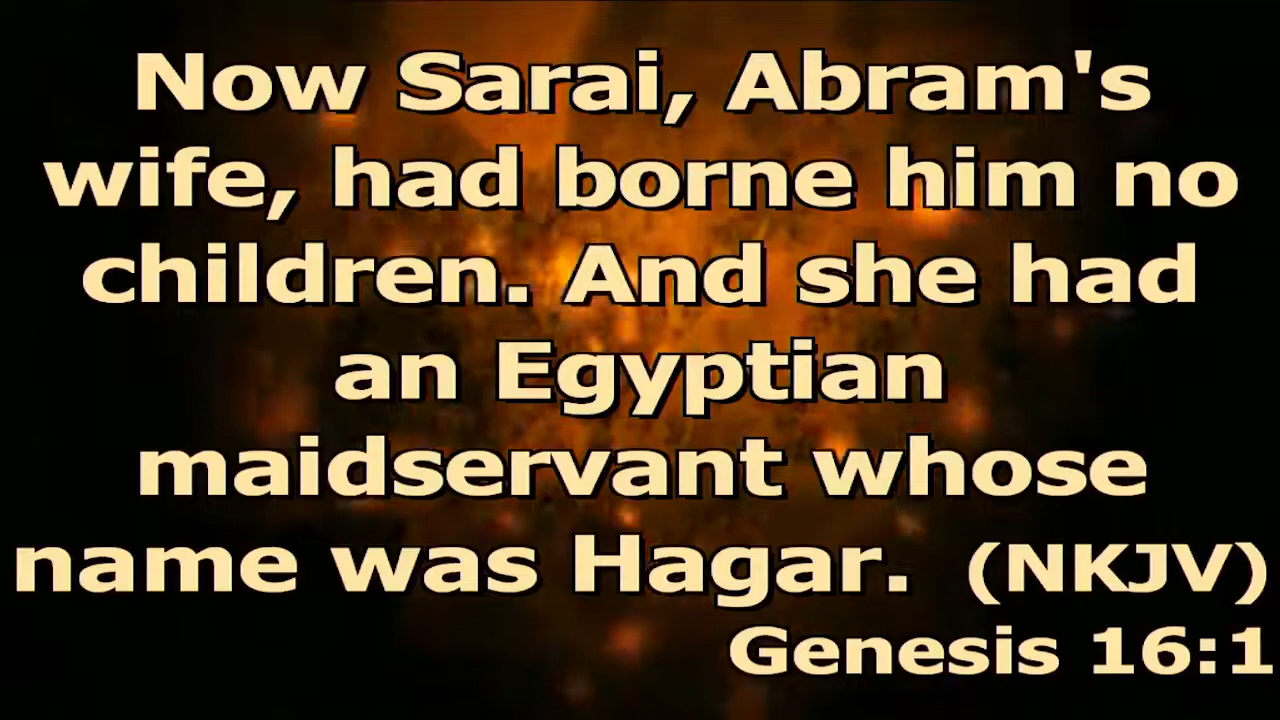 Now Sarai, Abram's
wife, had borne him no
children. And she had
an Egyptian
maidservant whose
name was Hagar. (NKJV)
Genesis 16:1